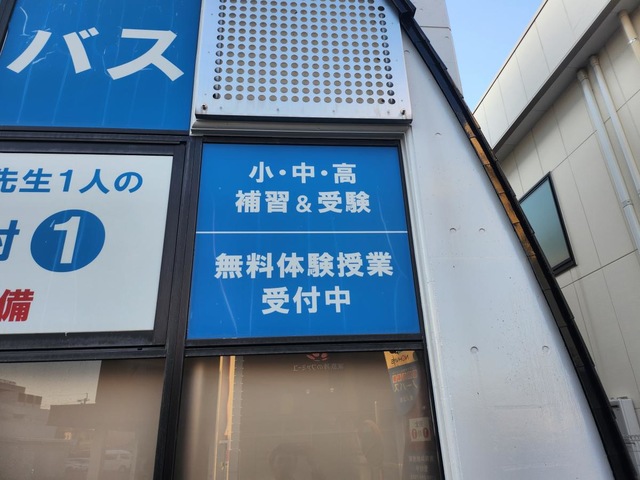 バス
先生1人の
付 1
備
小・中・高
補習&受験
無料体験授業
受付中